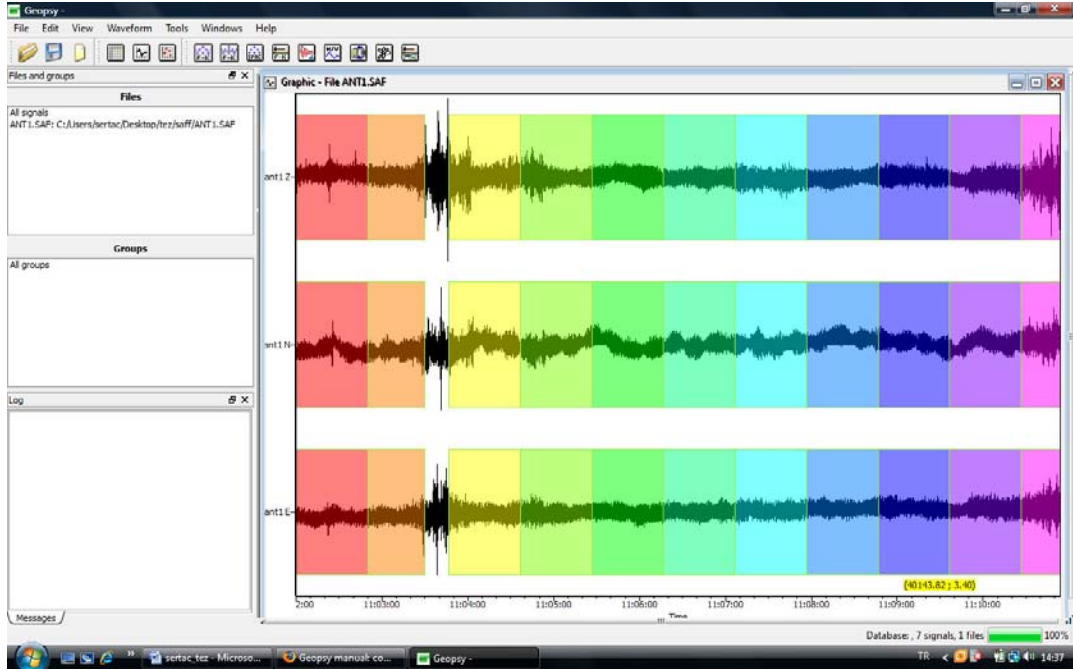 Geopsy -
File Edit View Waveform Tools Windows Help
Files and groups
Files
All signals
ANT1.SAF: C:/Users/sertac/Desktop/tez/saff/ANT1.SAF
Groups
All groups
Log
Messages
Graphic - File ANT1.SAF
ant1 Z
ant1 N
ant1 E
(40143.82 ; 3.40)
2:00 11:03:00 11:04:00 11:05:00 11:06:00 11:07:00 11:08:00 11:09:00 11:10:00
Time
Database: , 7 signals, 1 files 100%
sertac_tez - Microso... Geopsy manual: co... Geopsy - TR 14:37